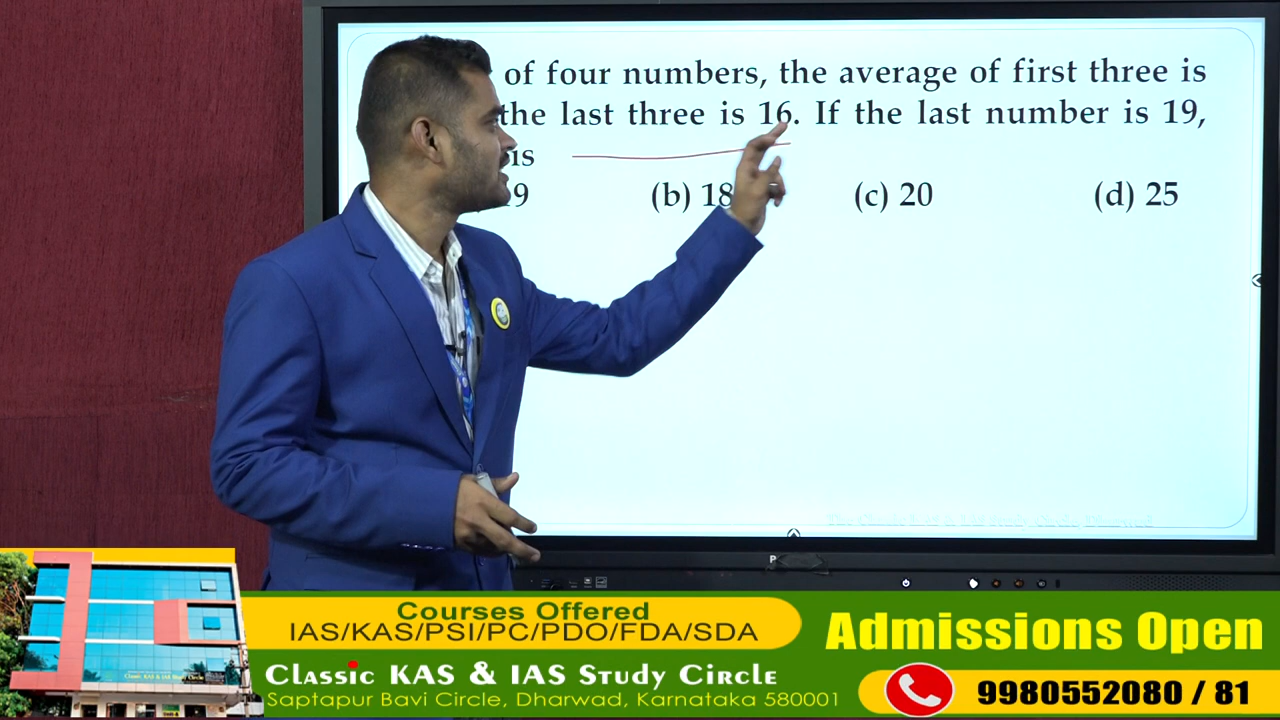 of four numbers, the average of first three is
the last three is 16. If the last number is 19,
is
19 (b) 18 (c) 20 (d) 25
Courses Offered
IAS/KAS/PSI/PC/PDO/FDA/SDA
Classic KAS & IAS Study Circle
Saptapur Bavi Circle, Dharwad, Karnataka 580001
Admissions Open
9980552080 / 81